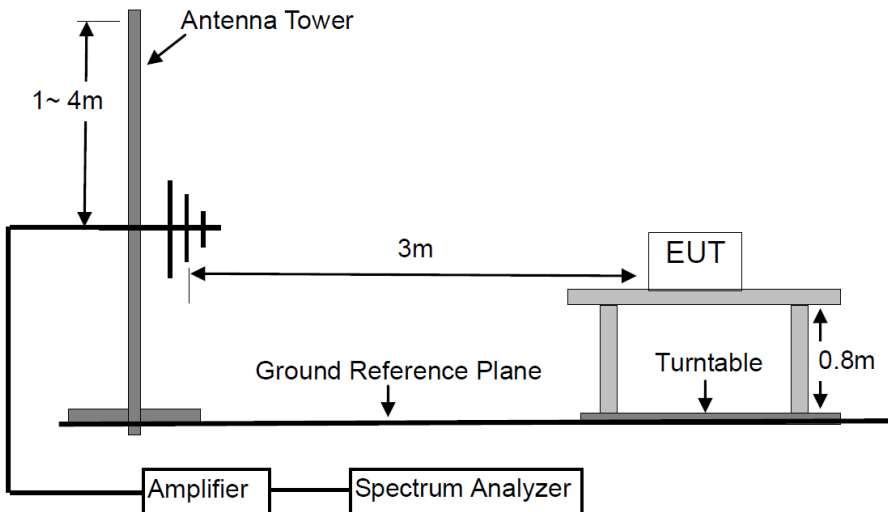 Antenna Tower
1~ 4m
3m
EUT
Ground Reference Plane
Turntable
0.8m
Amplifier
Spectrum Analyzer